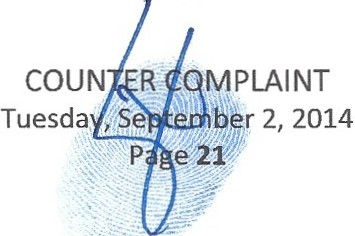 COUNTER COMPLAINT
Tuesday, September 2, 2014
Page 21